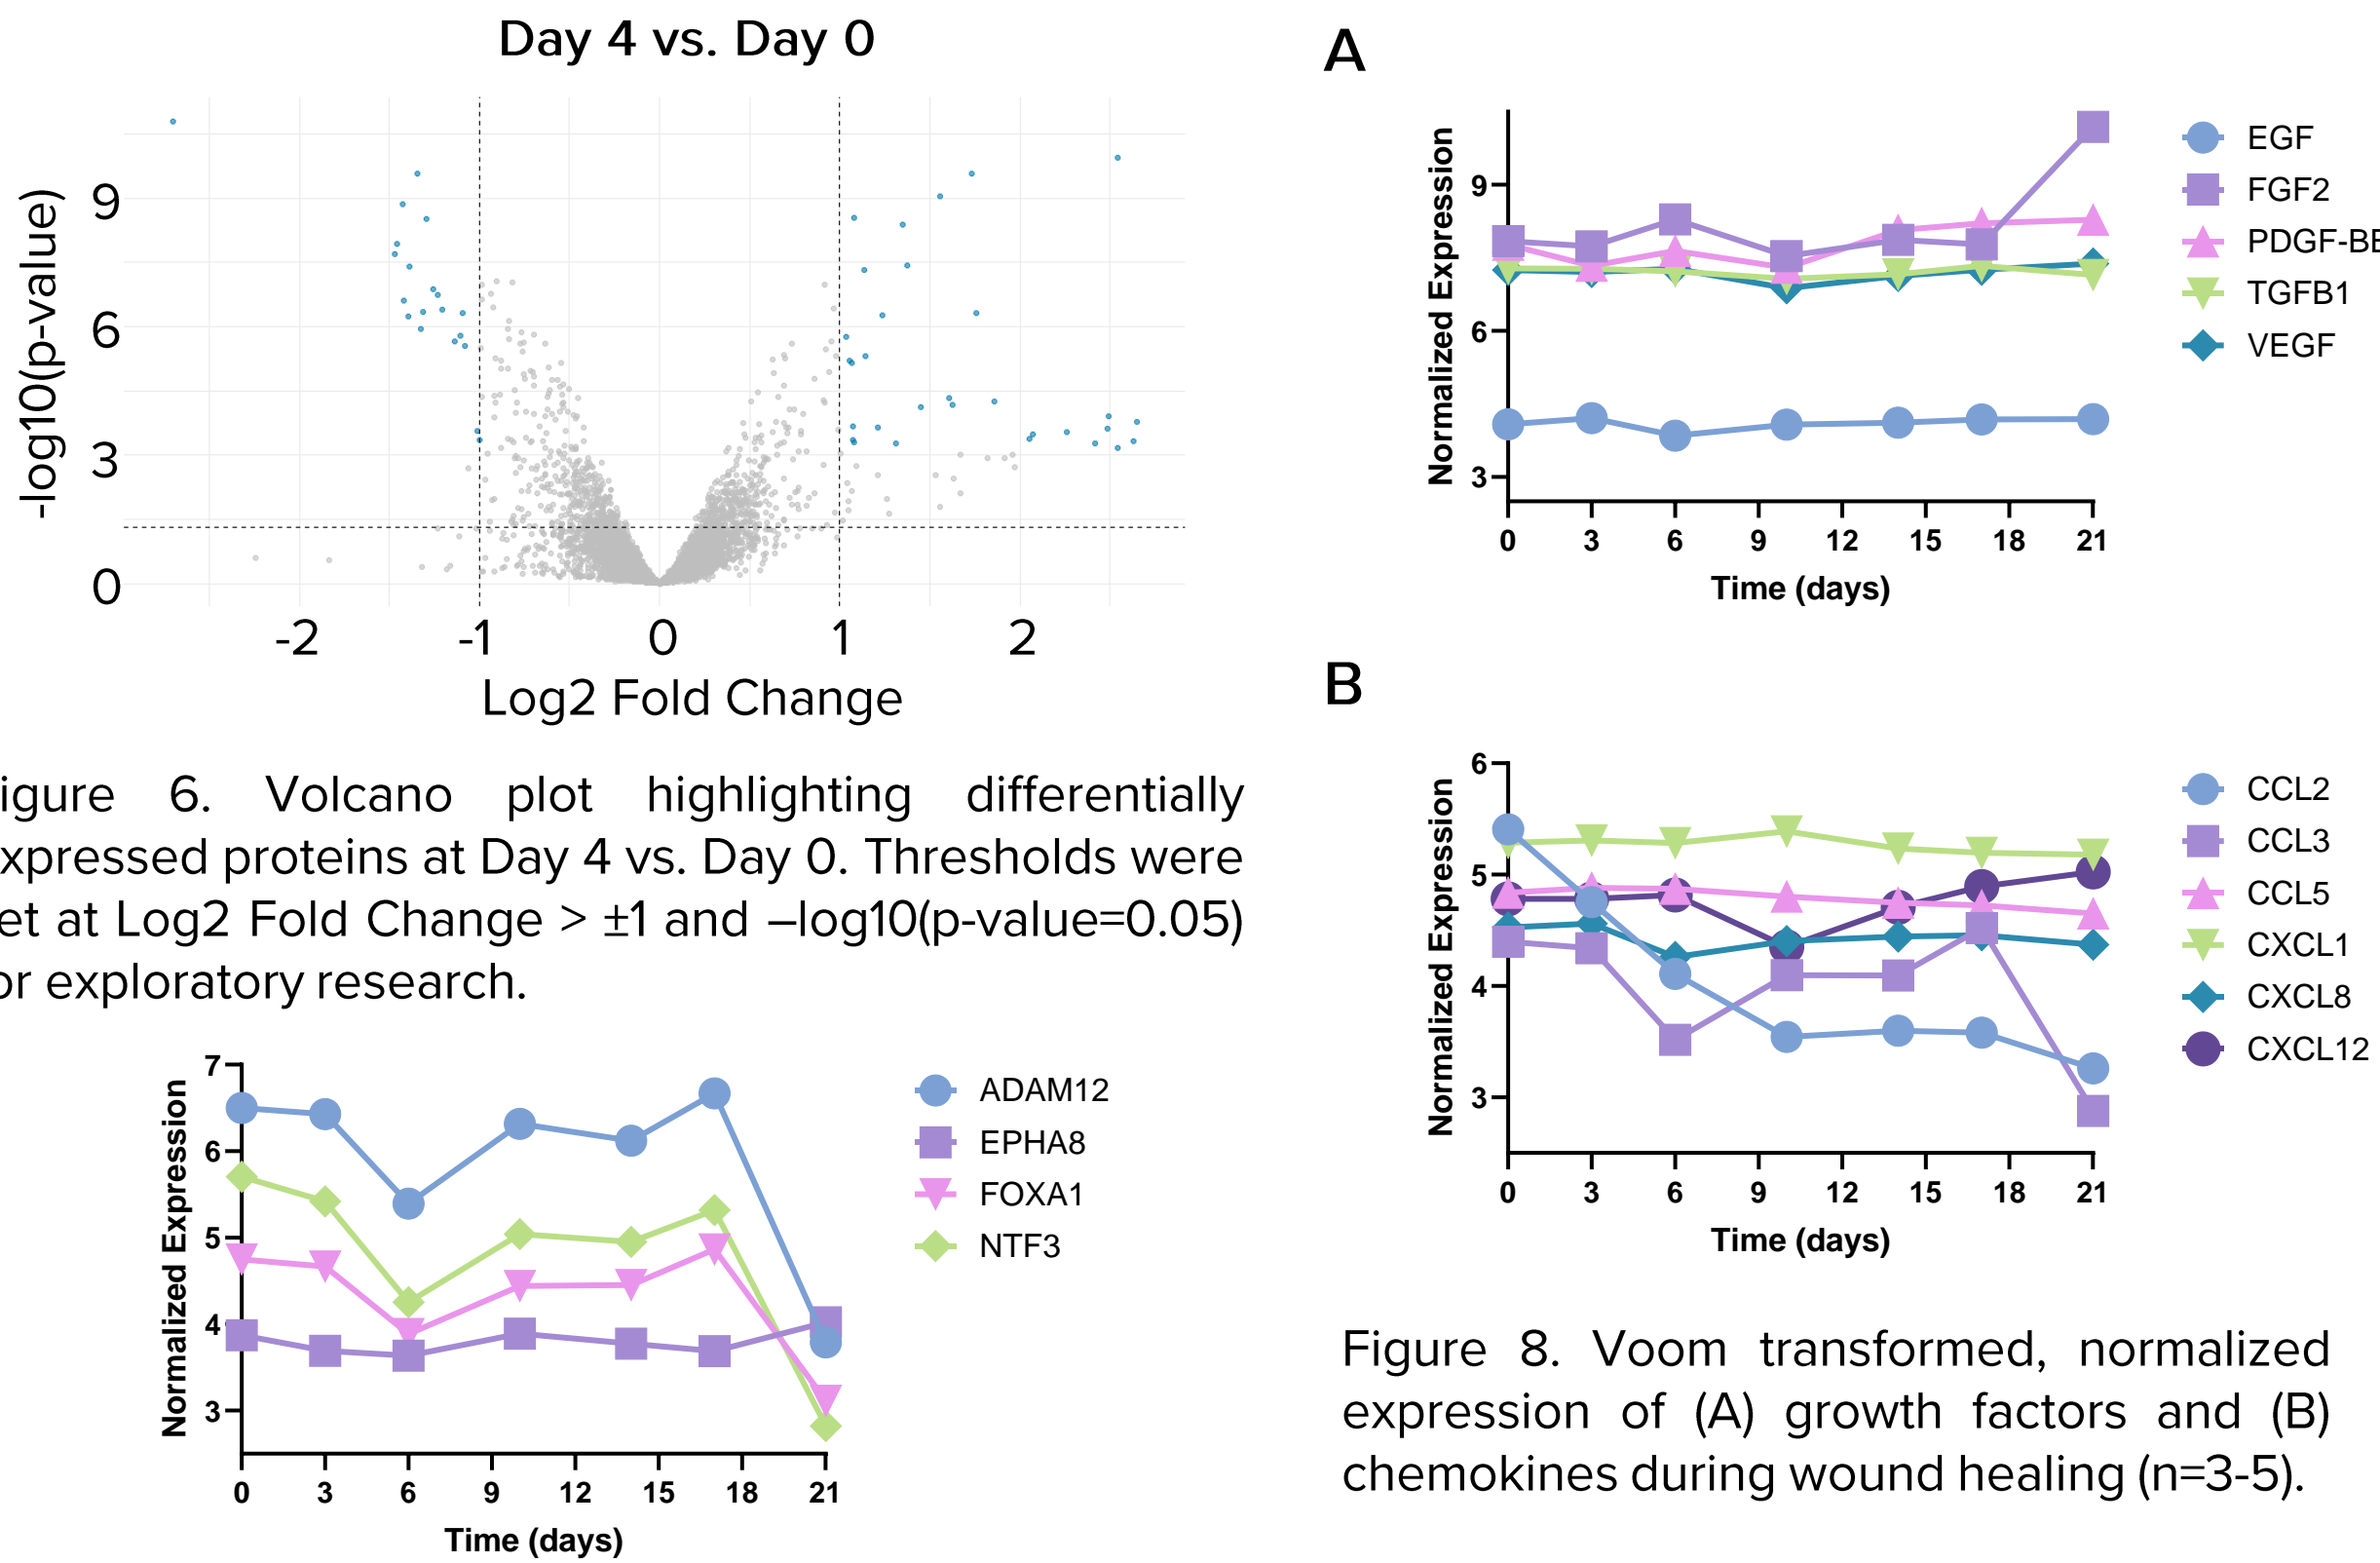 Day 4 vs. Day 0
-log10(p-value)
9
6
3
0
-2 -1 0 1 2
Log2 Fold Change
igure 6. Volcano plot highlighting differentially
xpressed proteins at Day 4 vs. Day 0. Thresholds were
et at Log2 Fold Change > ±1 and –log10(p-value=0.05)
or exploratory research.
Normalized Expression
7
6
5
4
3
0 3 6 9 12 15 18 21
Time (days)
ADAM12
EPHA8
FOXA1
NTF3
A
Normalized Expression
9
6
3
0 3 6 9 12 15 18 21
Time (days)
EGF
FGF2
PDGF-BB
TGFB1
VEGF
B
Normalized Expression
6
5
4
3
0 3 6 9 12 15 18 21
Time (days)
CCL2
CCL3
CCL5
CXCL1
CXCL8
CXCL12
Figure 8. Voom transformed, normalized
expression of (A) growth factors and (B)
chemokines during wound healing (n=3-5).